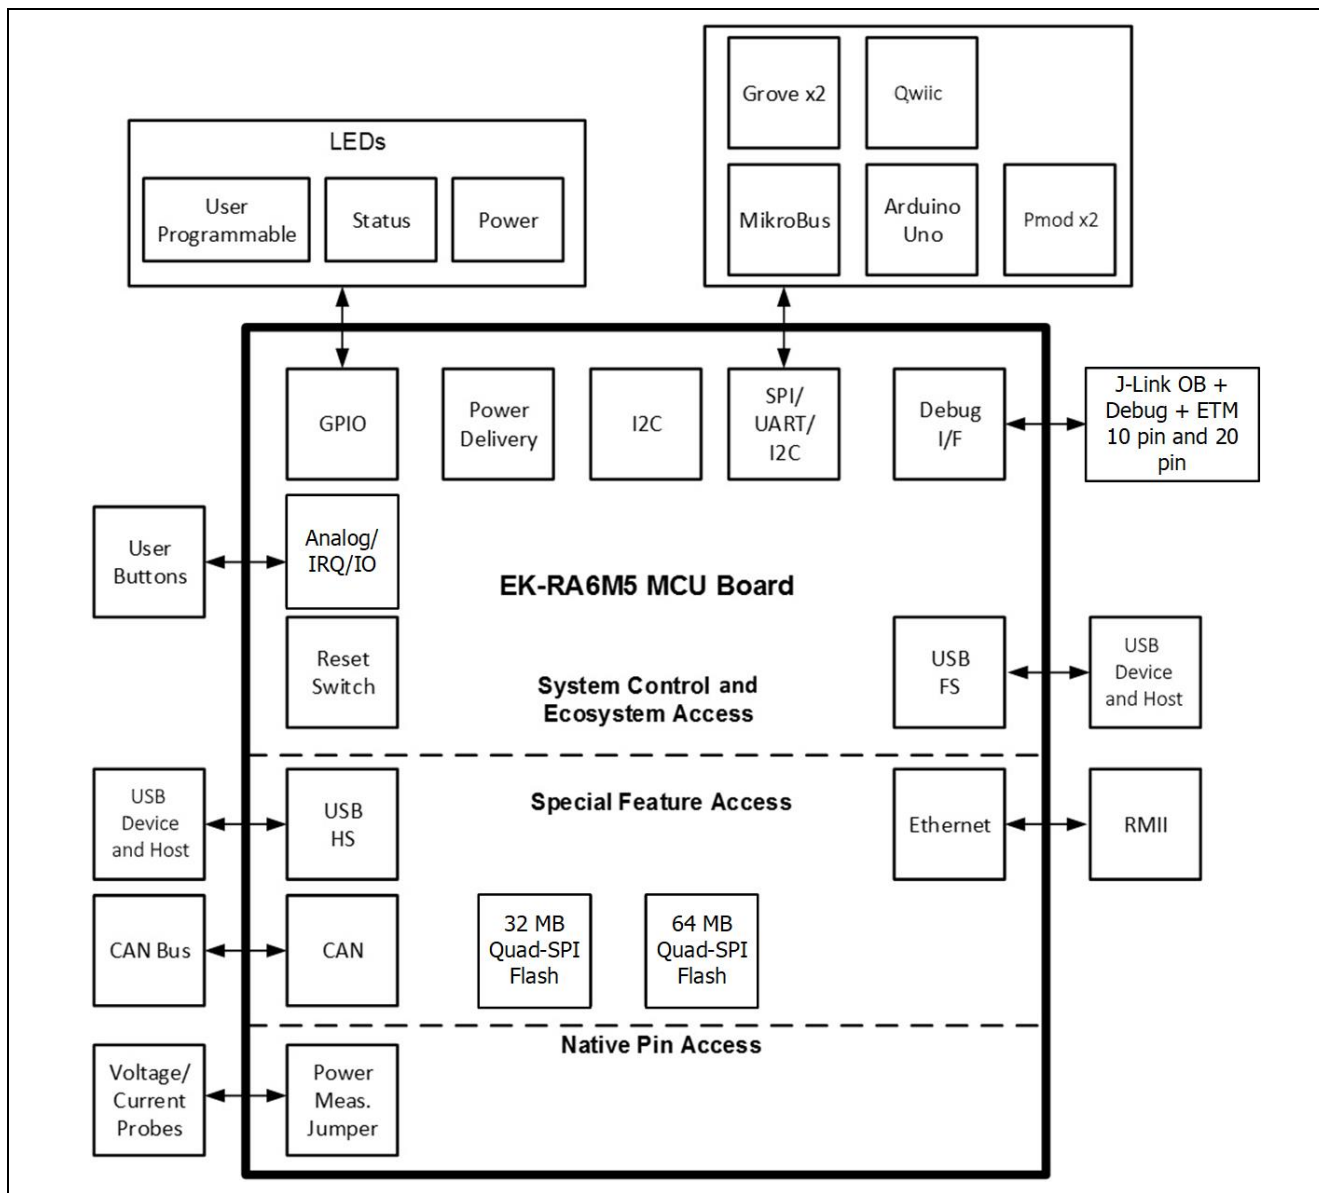 Grove x2
Qwiic
LEDs
User
Programmable
Status
Power
MikroBus
Arduino
Uno
Pmod x2
GPIO
Power
Delivery
I2C
SPI/
UART/
I2C
Debug
I/F
J-Link OB +
Debug + ETM
10 pin and 20
pin
User
Buttons
Analog/
IRQ/IO
EK-RA6M5 MCU Board
Reset
Switch
System Control and
Ecosystem Access
USB
FS
USB
Device
and Host
USB
Device
and Host
USB
HS
Special Feature Access
Ethernet
RMII
CAN Bus
CAN
32 MB
Quad-SPI
Flash
64 MB
Quad-SPI
Flash
Native Pin Access
Voltage/
Current
Probes
Power
Meas.
Jumper